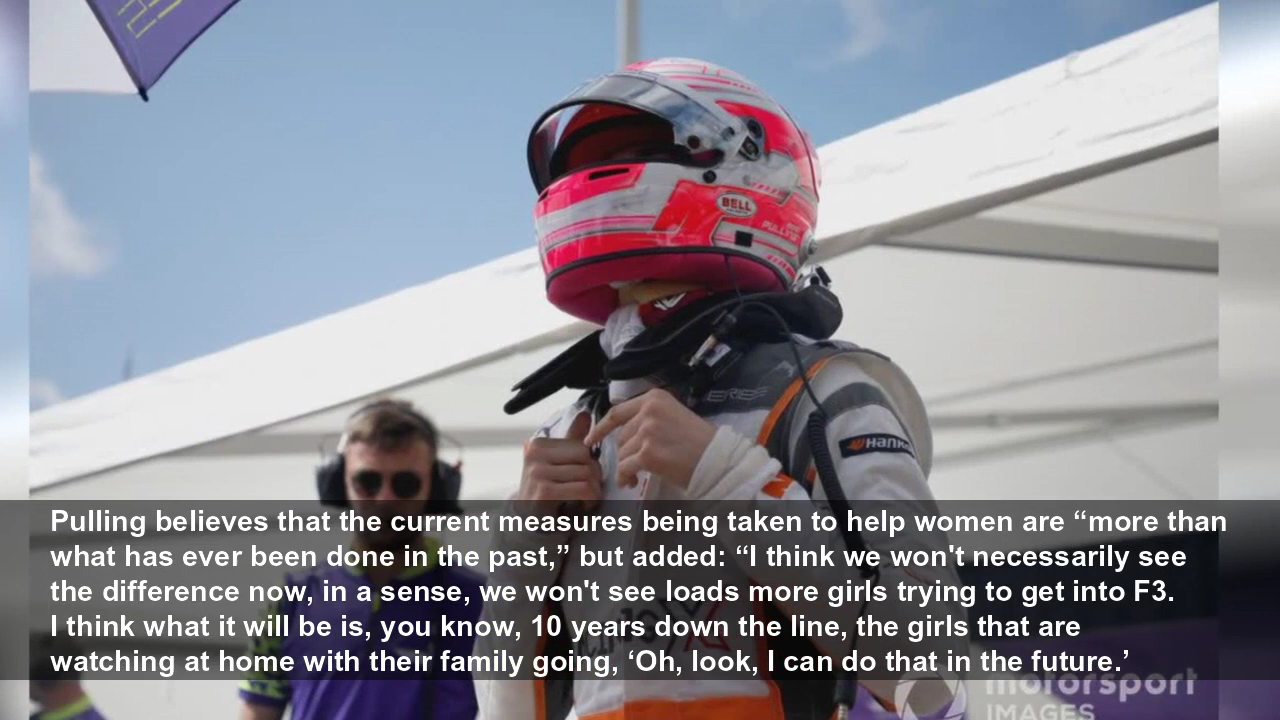 BELL
PULLING
Pulling believes that the current measures being taken to help women are “more than
what has ever been done in the past,” but added: “I think we won't necessarily see
the difference now, in a sense, we won't see loads more girls trying to get into F3.
I think what it will be is, you know, 10 years down the line, the girls that are
watching at home with their family going, ‘Oh, look, I can do that in the future.’
motorsport
IMAGES